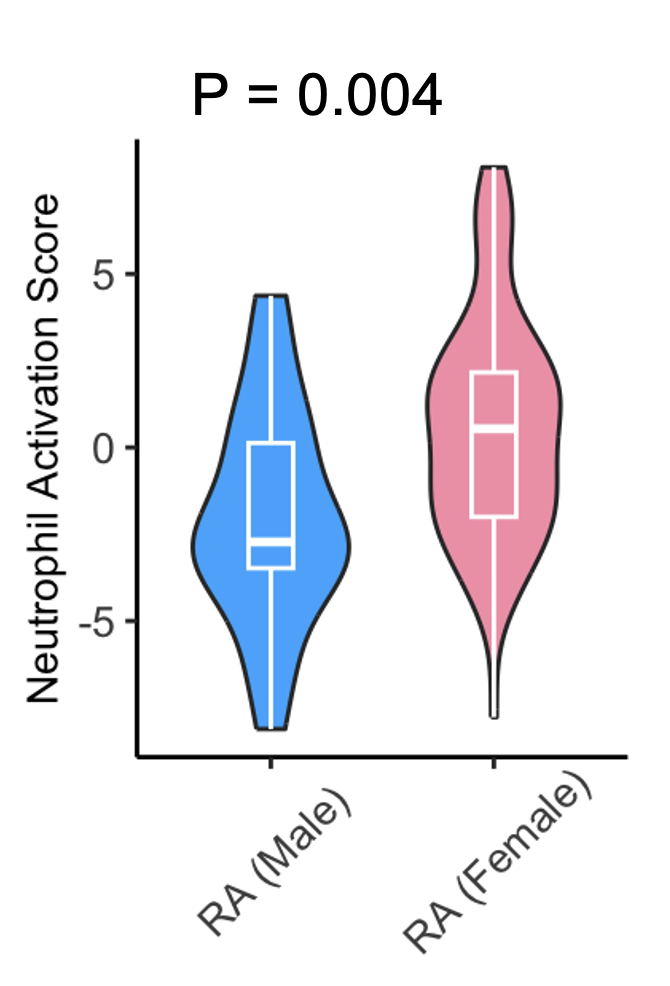 P = 0.004
Neutrophil Activation Score
5
0
-5
RA (Male)
RA (Female)